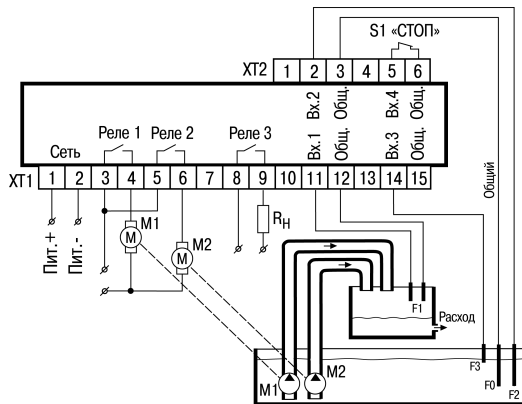 S1 «СТОП»
XT2 1 2 3 4 5 6
Вх.2 Общ. Вх.4 Общ.
Реле 1 Реле 2 Реле 3
Вх.1 Общ. Вх.3 Общ.
Сеть
XT1 1 2 3 4 5 6 7 8 9 10 11 12 13 14 15
Общий
Пит.+
Пит.-
M M1
M M2
RH
F1
Расход
F3
F0
F2
M1
M2